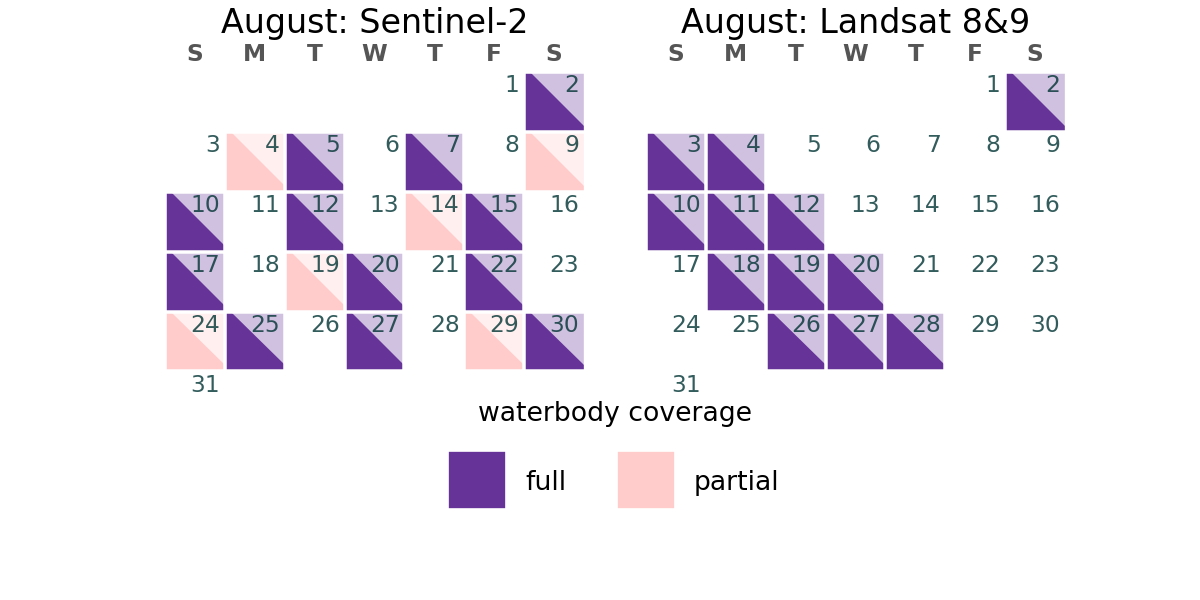 August: Sentinel-2
S M T W T F S
1 2
3 4 5 6 7 8 9
10 11 12 13 14 15 16
17 18 19 20 21 22 23
24 25 26 27 28 29 30
31
August: Landsat 8&9
S M T W T F S
1 2
3 4 5 6 7 8 9
10 11 12 13 14 15 16
17 18 19 20 21 22 23
24 25 26 27 28 29 30
31
waterbody coverage
full
partial